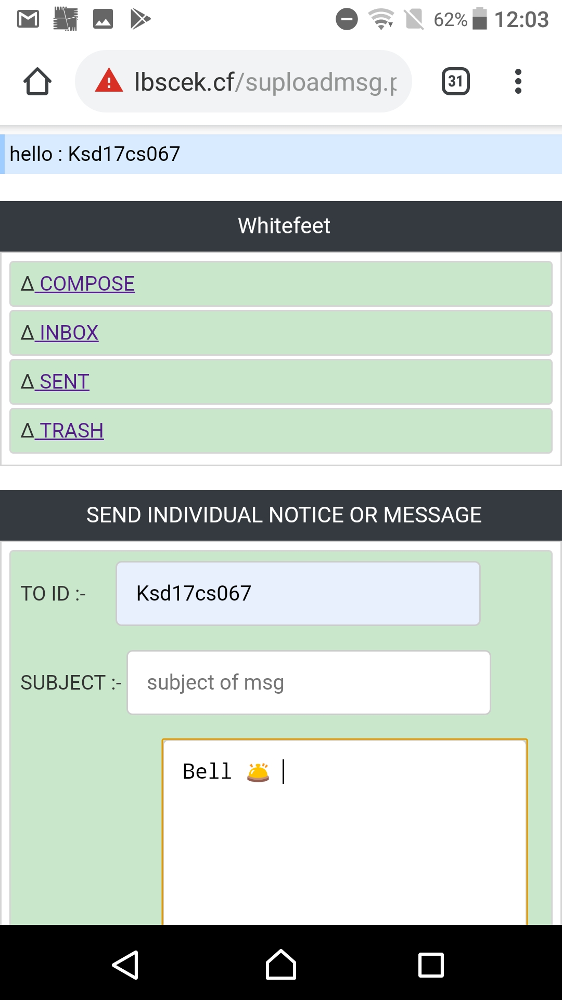 62% 12:03
lbscek.cf/suploadmsg.p
31
hello : Ksd17cs067
Whitefeet
Δ COMPOSE
Δ INBOX
Δ SENT
Δ TRASH
SEND INDIVIDUAL NOTICE OR MESSAGE
TO ID :- Ksd17cs067
SUBJECT :- subject of msg
Bell 🛎️